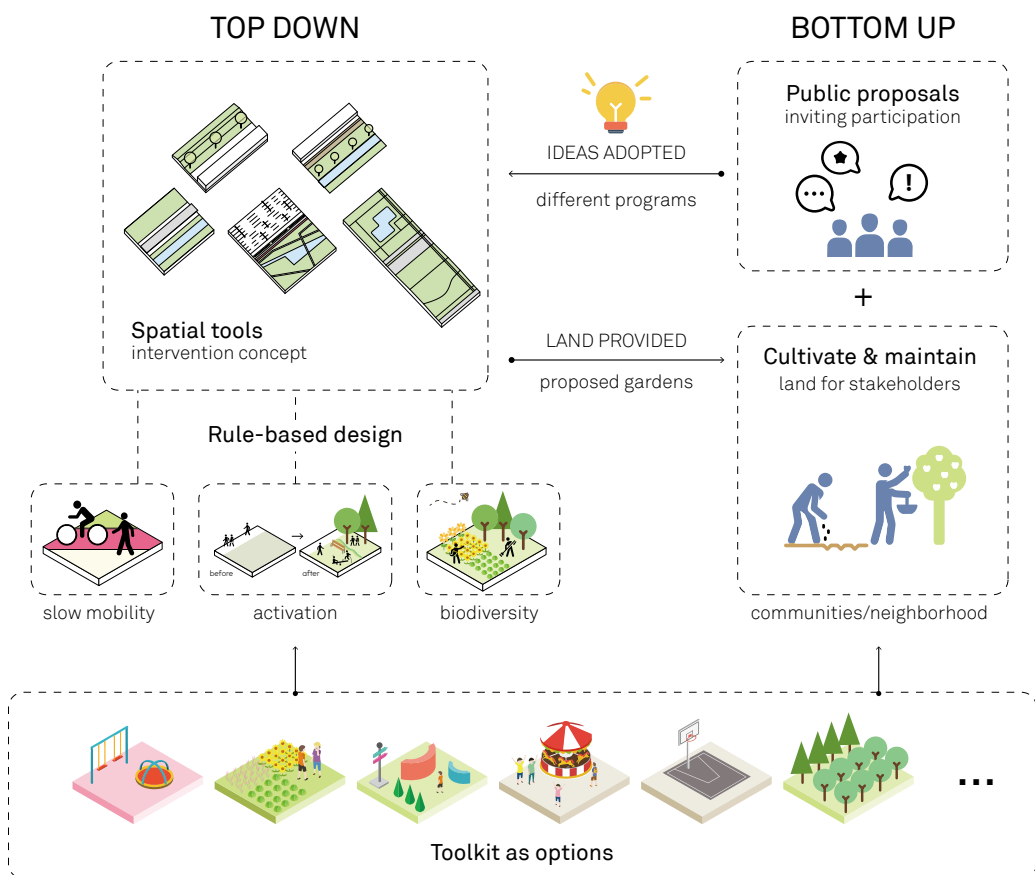 TOP DOWN
BOTTOM UP
Public proposals
inviting participation
IDEAS ADOPTED
different programs
!
+
Spatial tools
intervention concept
LAND PROVIDED
proposed gardens
Cultivate & maintain
land for stakeholders
Rule-based design
before
after
slow mobility
activation
biodiversity
communities/neighborhood
...
Toolkit as options